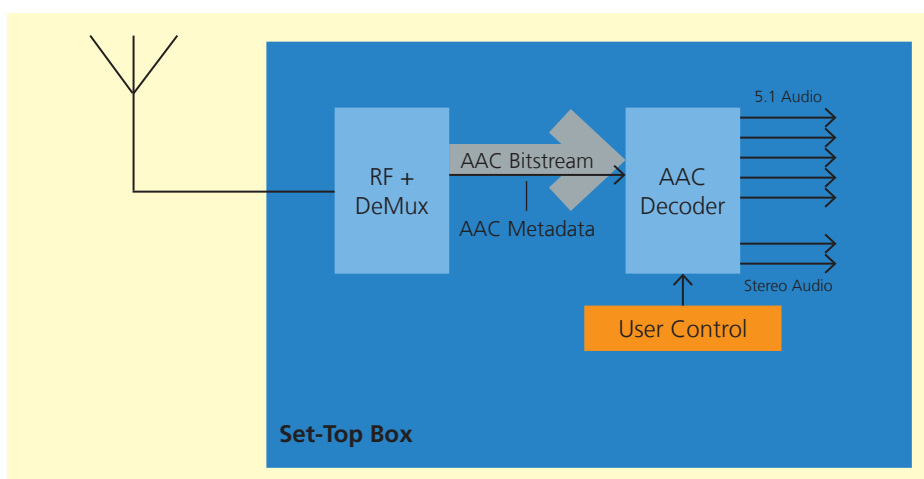 5.1 Audio
RF +
DeMux
AAC Bitstream
AAC Metadata
AAC
Decoder
Stereo Audio
User Control
Set-Top Box